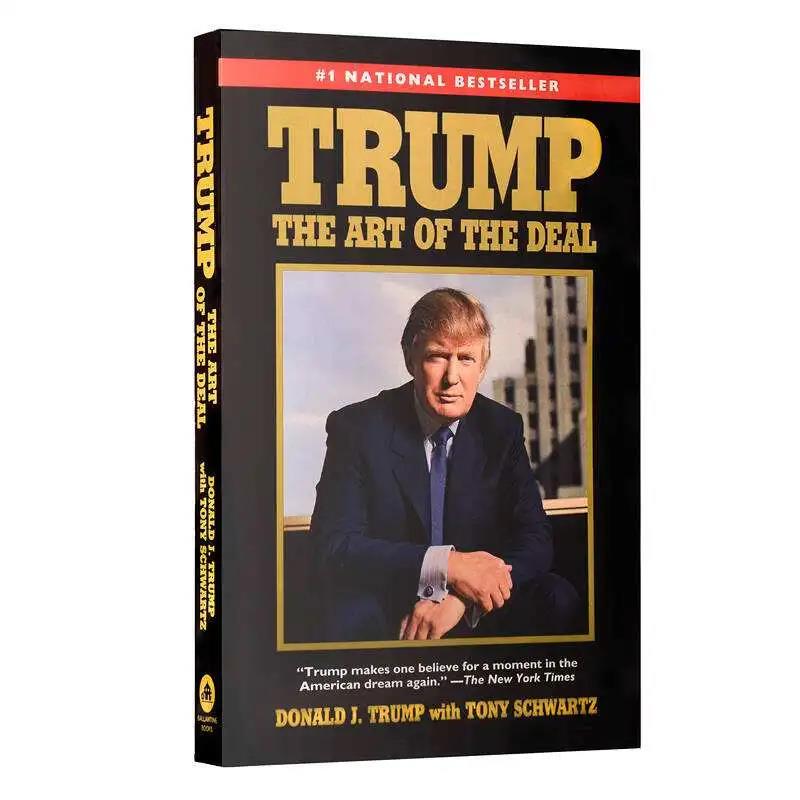 #1 NATIONAL BESTSELLER
TRUMP
THE ART OF THE DEAL
“Trump makes one believe for a moment in the
American dream again.” —The New York Times
DONALD J. TRUMP with TONY SCHWARTZ
TRUMP
THE ART
OF THE DEAL
DONALD J. TRUMP
with TONY SCHWARTZ
BALLANTINE
BOOKS